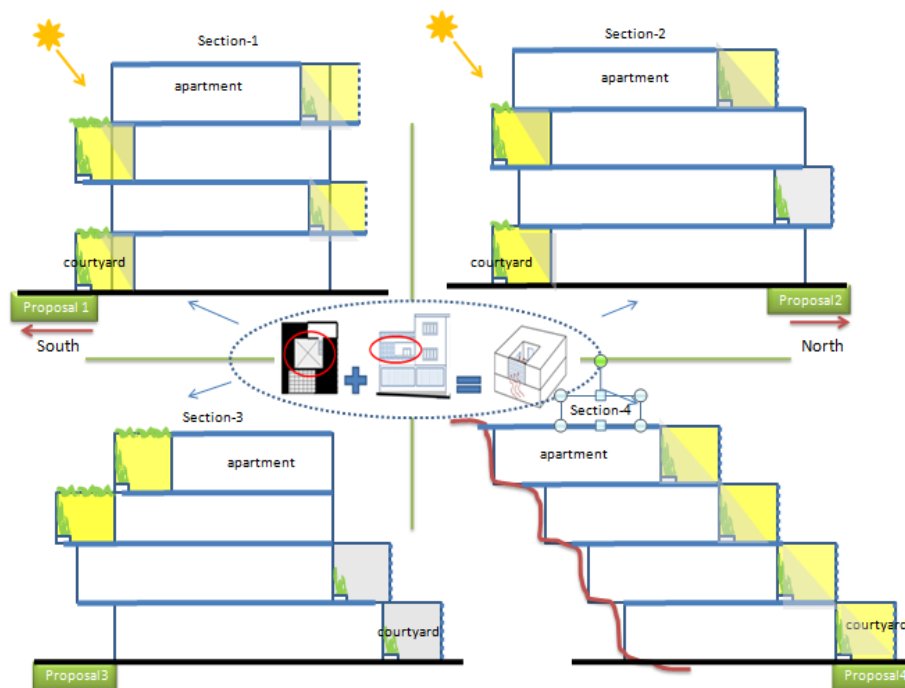 Section-1
Section-2
apartment
apartment
courtyard
courtyard
Proposal 1
Proposal2
South
North
Section-3
Section-4
apartment
apartment
courtyard
courtyard
Proposal3
Proposal4